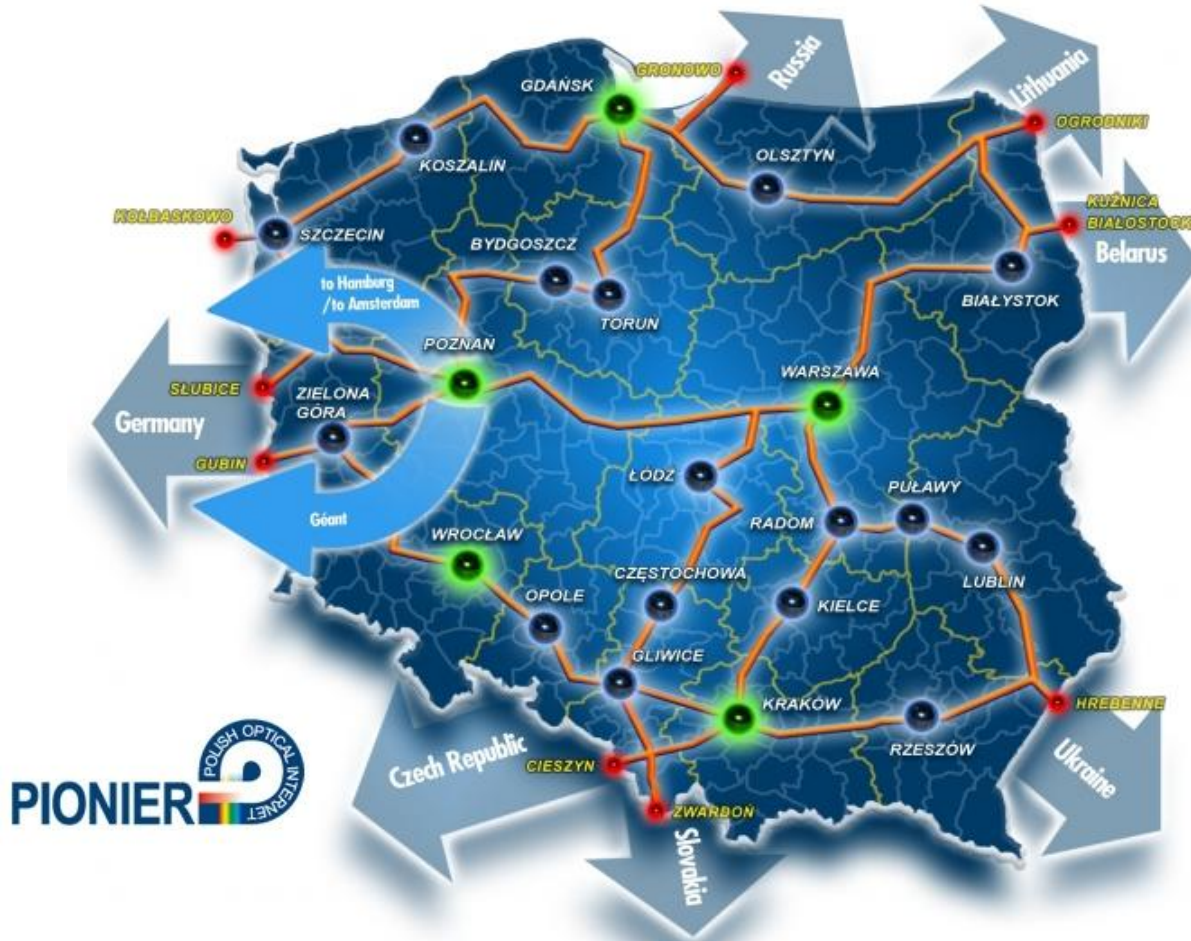 Russia
GRONOWO
GDAŃSK
Lithuania
OGRODNIKI
KOSZALIN
OLSZTYN
KUŹNICA
BIAŁOSTOCKA
KOŁBASKOWO
SZCZECIN
BYDGOSZCZ
Belarus
to Hamburg
/to Amsterdam
BIAŁYSTOK
TORUŃ
POZNAŃ
WARSZAWA
SŁUBICE
ZIELONA
GÓRA
Germany
GUBIN
ŁÓDZ
PUŁAWY
Géant
RADOM
WROCŁAW
CZĘSTOCHOWA
LUBLIN
OPOLE
KIELCE
GLIWICE
KRAKÓW
HREBENNE
RZESZÓW
Czech Republic
CIESZYN
Ukraine
ZWARDOŃ
Slovakia
PIONIER
POLISH OPTICAL INTERNET